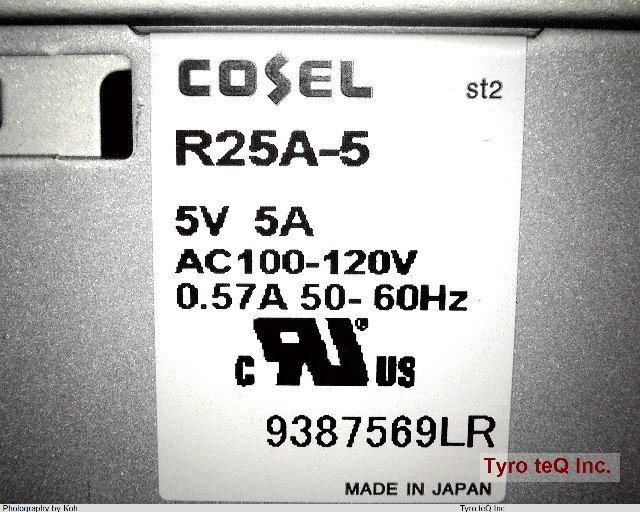 COSEL st2
R25A-5
5V 5A
AC100-120V
0.57A 50- 60Hz
C RU® US
9387569LR
Tyro teQ Inc.
MADE IN JAPAN
Photography by Koh Tyro teQ Inc